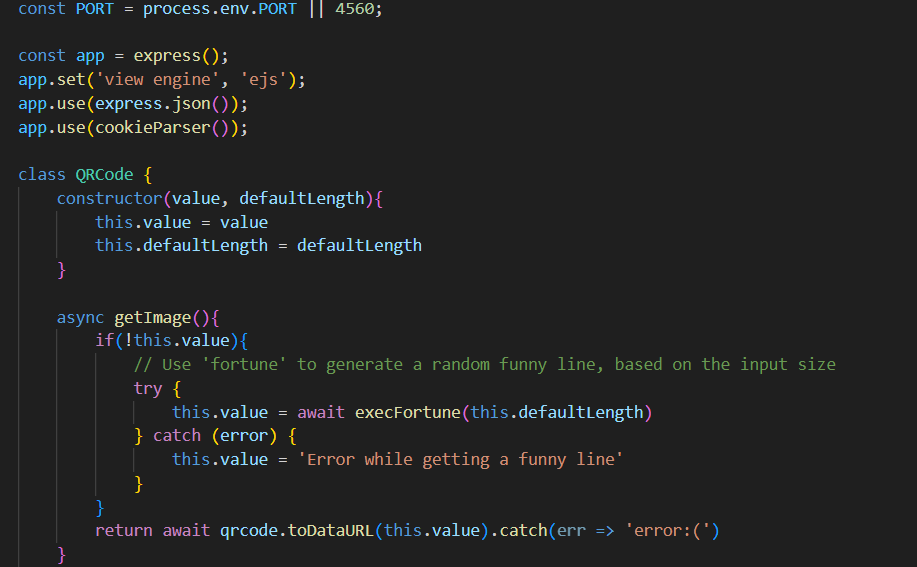 const PORT = process.env.PORT || 4560;
const app = express();
app.set('view engine', 'ejs');
app.use(express.json());
app.use(cookieParser());
class QRCode {
constructor(value, defaultLength){
this.value = value
this.defaultLength = defaultLength
}
async getImage(){
if(!this.value){
// Use 'fortune' to generate a random funny line, based on the input size
try {
this.value = await execFortune(this.defaultLength)
} catch (error) {
this.value = 'Error while getting a funny line'
}
}
return await qrcode.toDataURL(this.value).catch(err => 'error:(')
}